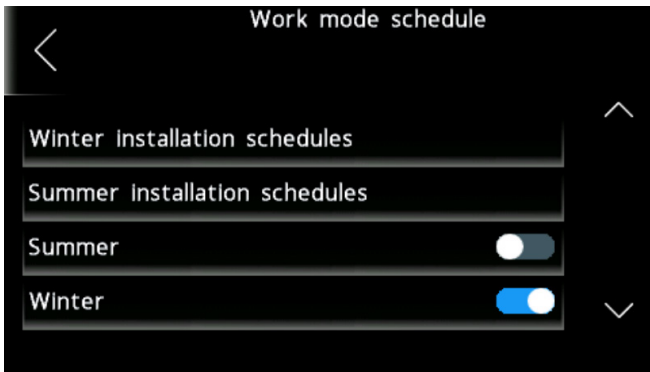 Work mode schedule
Winter installation schedules
Summer installation schedules
Summer
Winter